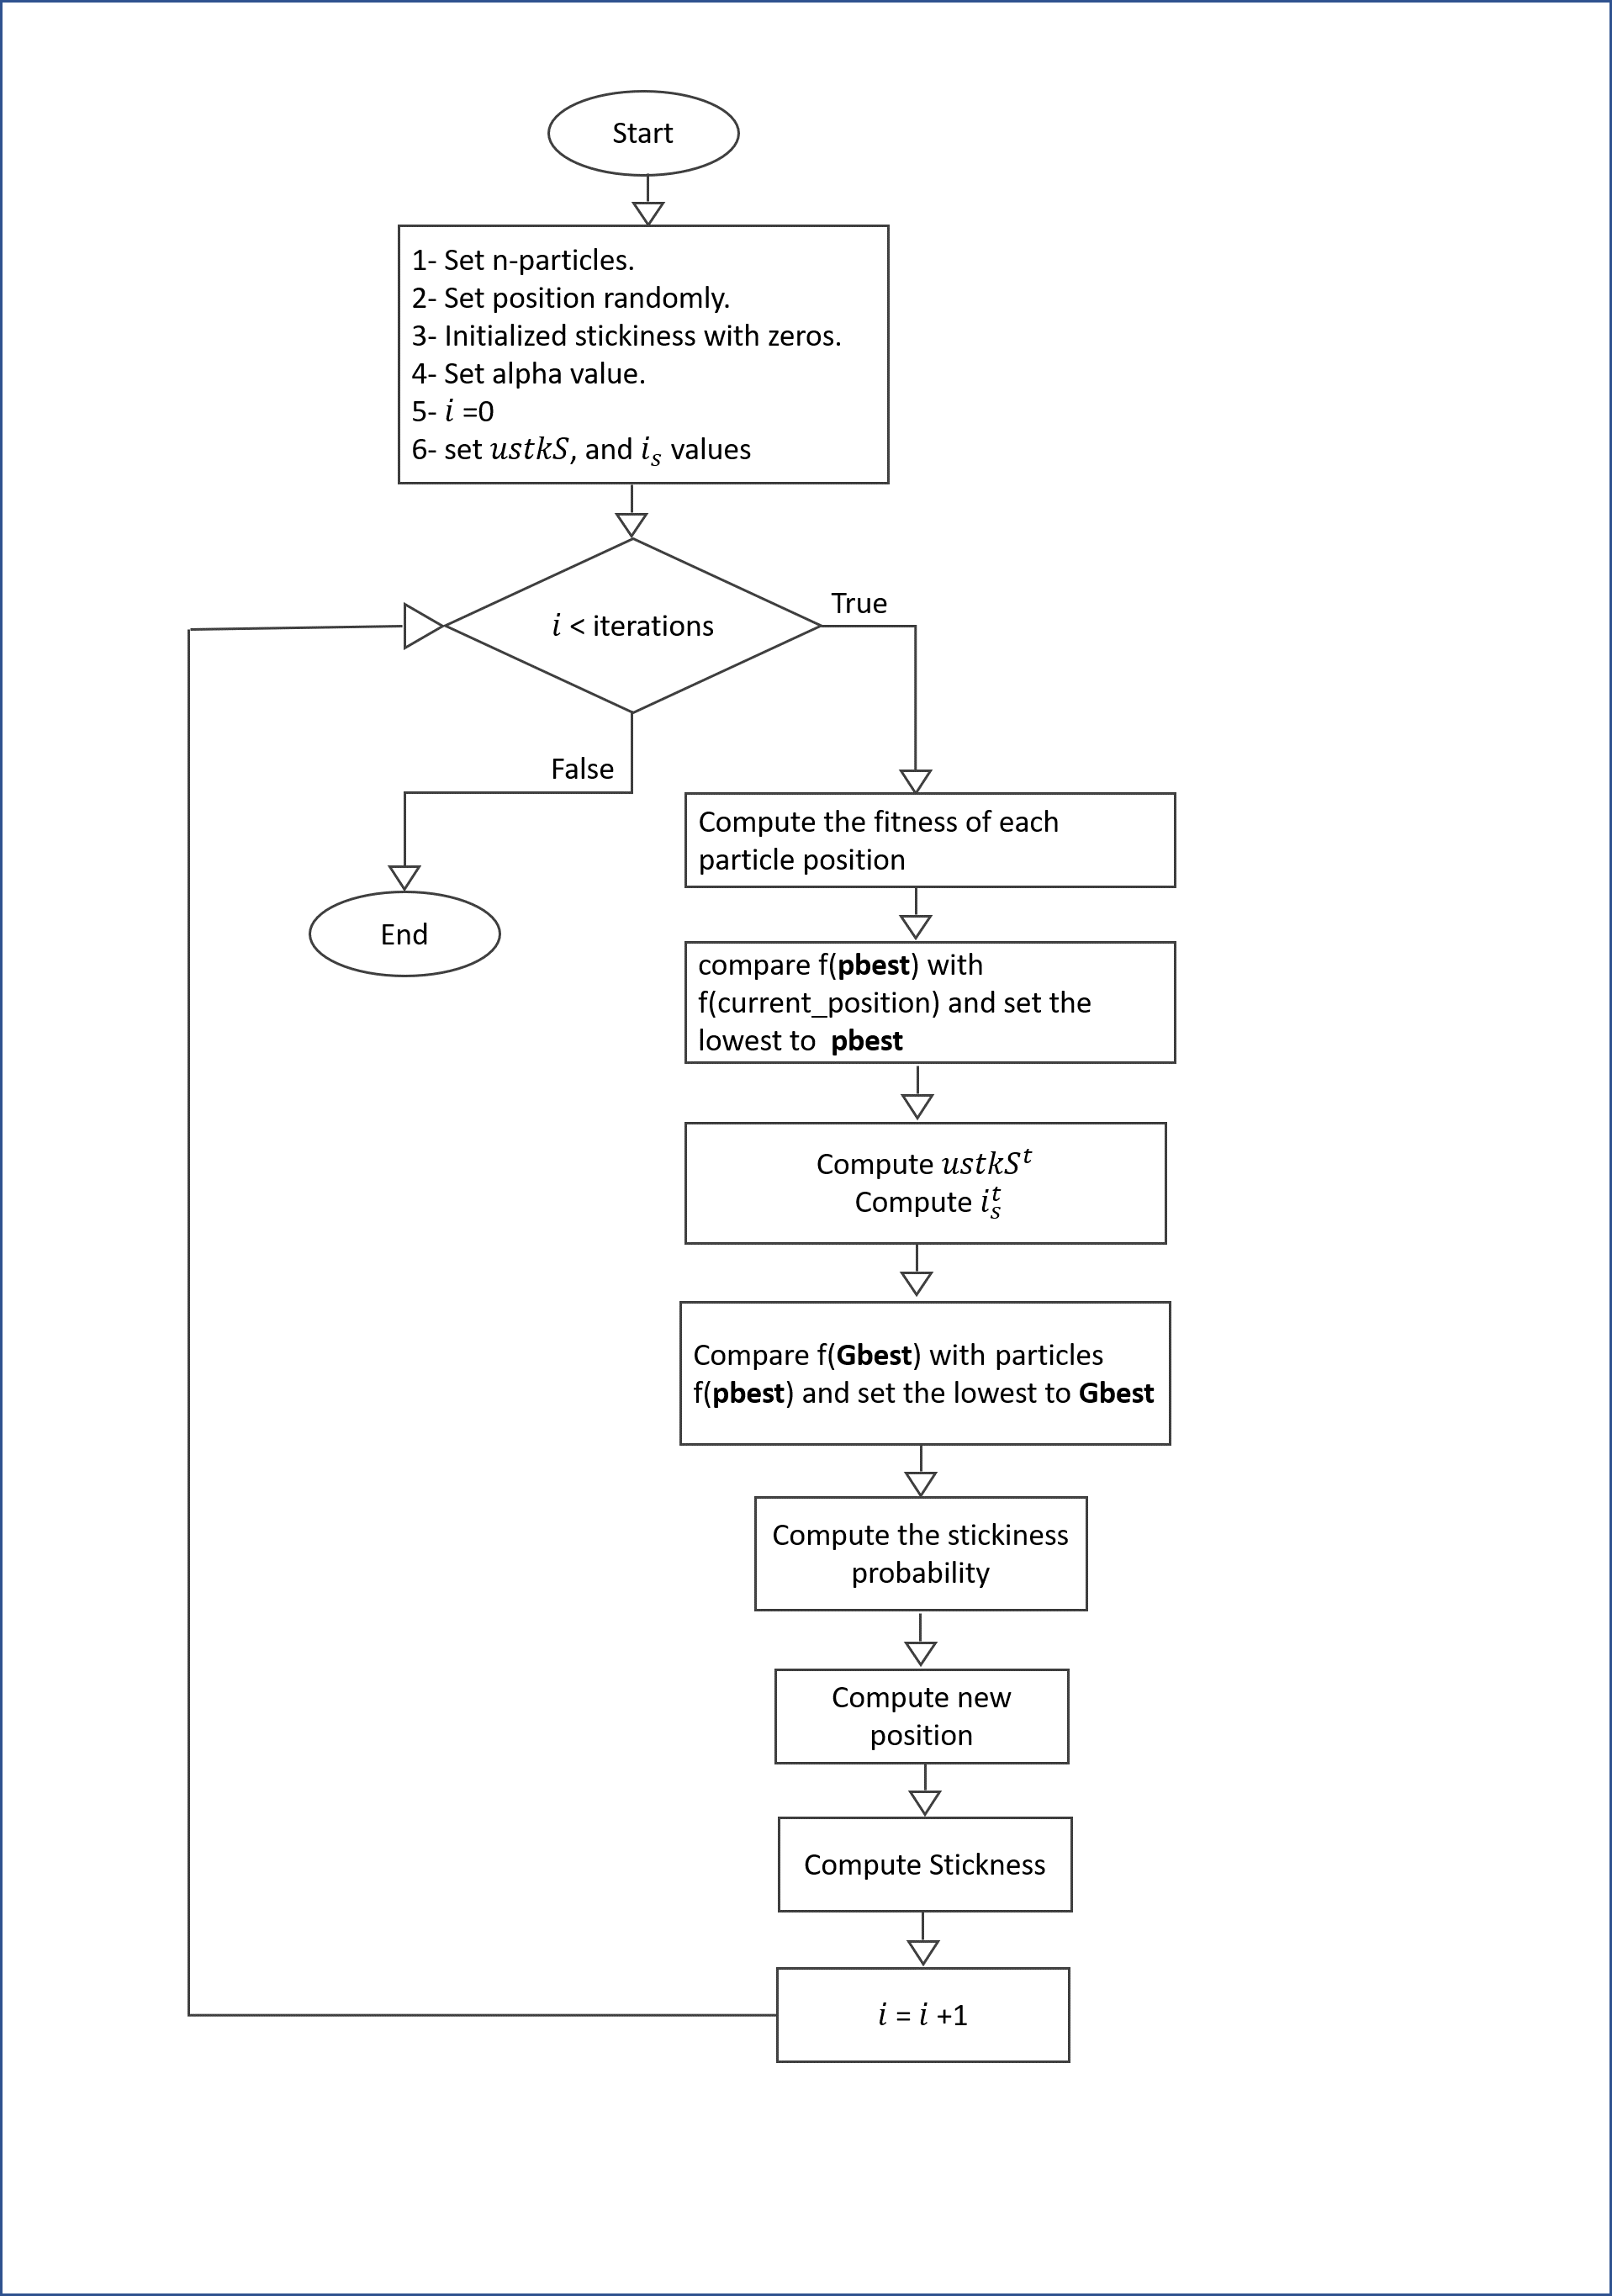 Start
1- Set n-particles.
2- Set position randomly.
3- Initialized stickiness with zeros.
4- Set alpha value.
5- i =0
6- set ustkS, and iₛ values
i < iterations
True
False
End
Compute the fitness of each
particle position
compare f(pbest) with
f(current_position) and set the
lowest to pbest
Compute ustkSᵗ
Compute iₛᵗ
Compare f(Gbest) with particles
f(pbest) and set the lowest to Gbest
Compute the stickiness
probability
Compute new
position
Compute Stickness
i = i +1